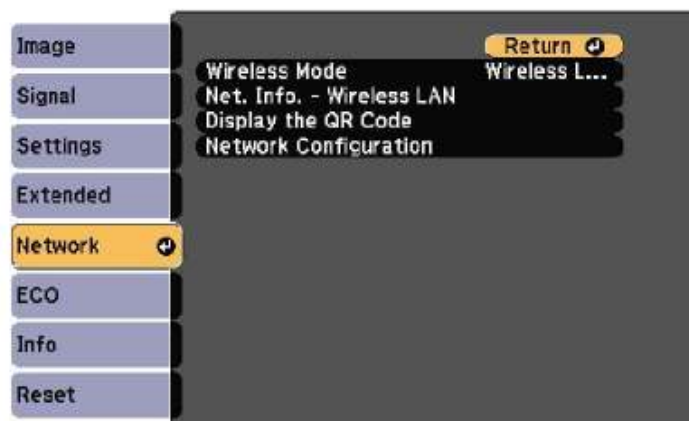 Image
Signal
Settings
Extended
Network
ECO
Info
Reset
Return
Wireless Mode Wireless L...
Net. Info. - Wireless LAN
Display the QR Code
Network Configuration